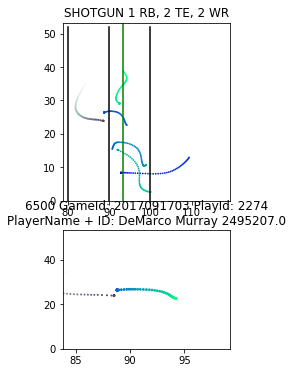 SHOTGUN 1 RB, 2 TE, 2 WR
50
40
30
20
10
0
80 90 100 110
6500 GameId: 2017091703 PlayId: 2274
PlayerName + ID: DeMarco Murray 2495207.0
40
20
0
85 90 95